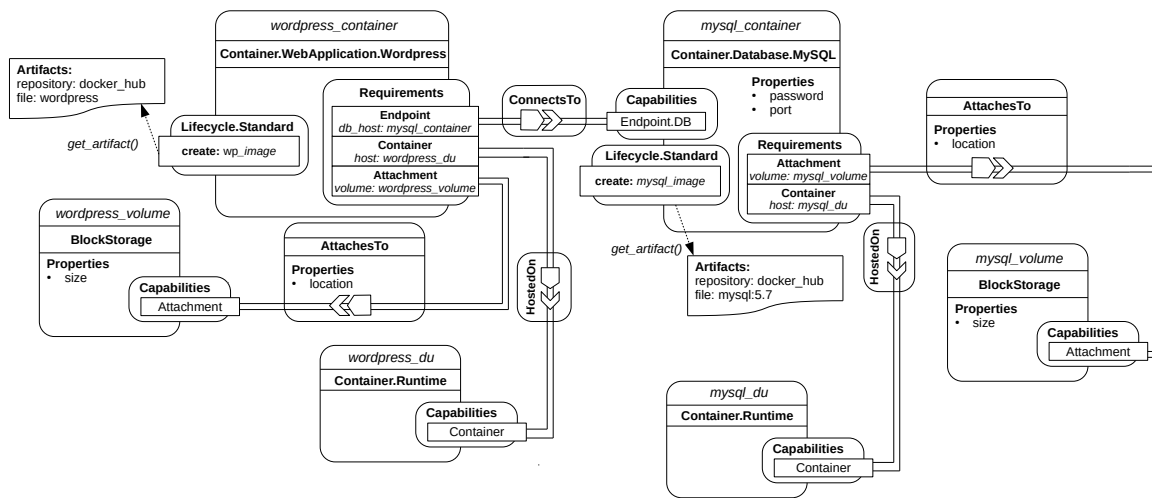 wordpress_container
Container.WebApplication.Wordpress
Artifacts:
repository: docker_hub
file: wordpress
get_artifact()
Lifecycle.Standard
create: wp_image
Requirements
Endpoint
db_host: mysql_container
Container
host: wordpress_du
Attachment
volume: wordpress_volume
ConnectsTo
mysql_container
Container.Database.MySQL
Properties
• password
• port
Capabilities
Endpoint.DB
Lifecycle.Standard
create: mysql_image
Requirements
Attachment
volume: mysql_volume
Container
host: mysql_du
AttachesTo
Properties
• location
get_artifact()
Artifacts:
repository: docker_hub
file: mysql:5.7
HostedOn
wordpress_volume
BlockStorage
Properties
• size
Capabilities
Attachment
AttachesTo
Properties
• location
HostedOn
mysql_volume
BlockStorage
Properties
• size
Capabilities
Attachment
wordpress_du
Container.Runtime
Capabilities
Container
mysql_du
Container.Runtime
Capabilities
Container